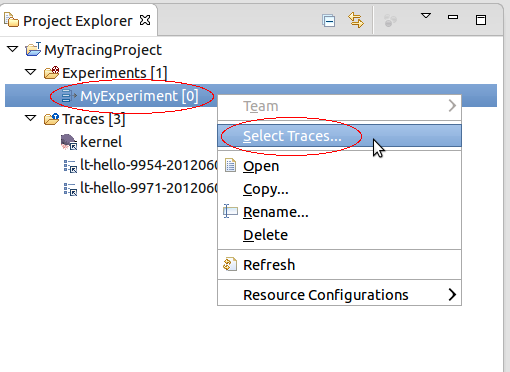 Project Explorer
MyTracingProject
Experiments [1]
MyExperiment [0]
Traces [3]
kernel
lt-hello-9954-2012060
lt-hello-9971-2012060
Team
Select Traces...
Open
Copy...
Rename...
Delete
Refresh
Resource Configurations